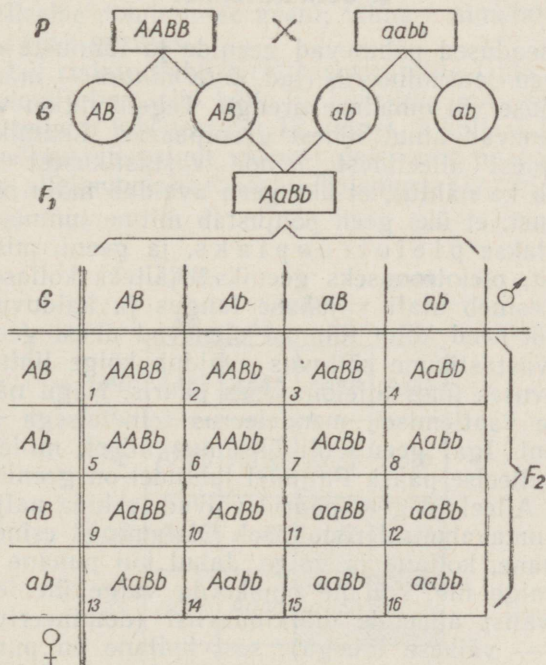 P AABB × aabb
G AB AB ab ab
F₁ AaBb
G AB Ab aB ab ♂
AB AABB AABb AaBB AaBb
1 2 3 4
Ab AABb AAbb AaBb Aabb
5 6 7 8
F₂
aB AaBB AaBb aaBB aaBb
9 10 11 12
ab AaBb Aabb aaBb aabb
13 14 15 16
♀